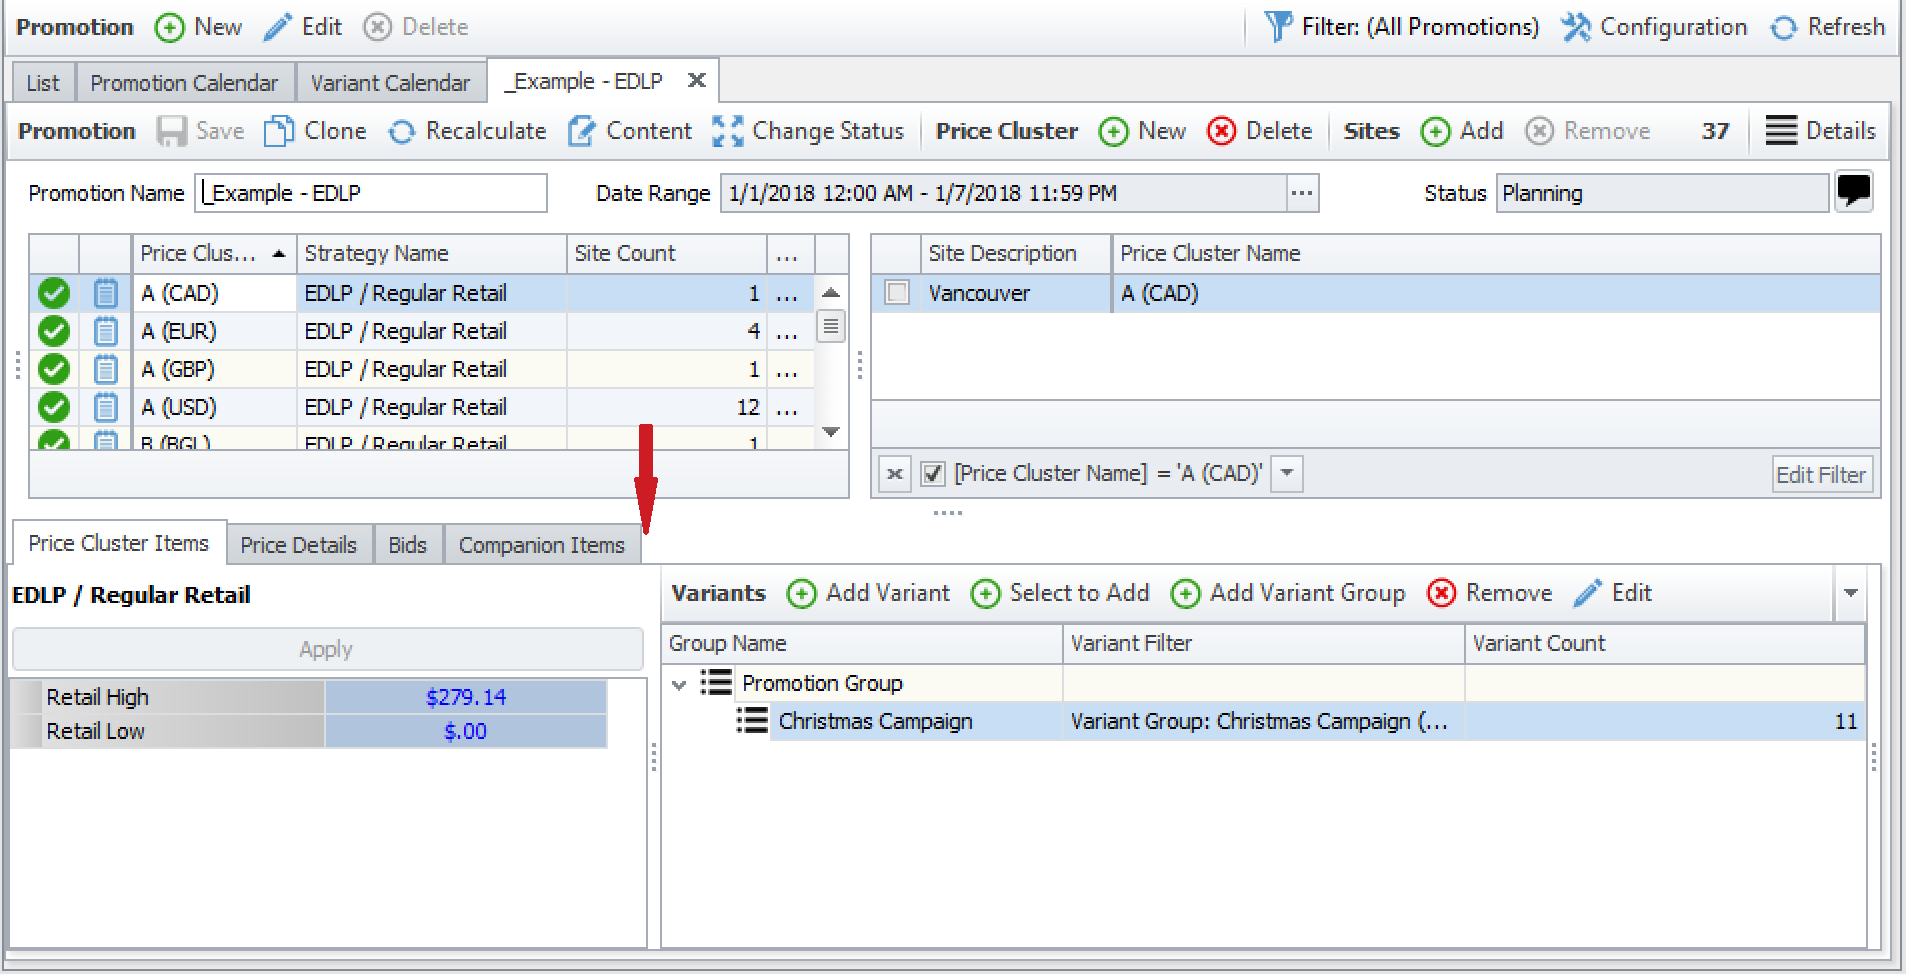 Promotion New Edit Delete Filter: (All Promotions) Configuration Refresh
List Promotion Calendar Variant Calendar _Example - EDLP
Promotion Save Clone Recalculate Content Change Status Price Cluster New Delete Sites Add Remove 37 Details
Promotion Name _Example - EDLP Date Range 1/1/2018 12:00 AM - 1/7/2018 11:59 PM ... Status Planning
Price Clus... Strategy Name Site Count ...
A (CAD) EDLP / Regular Retail 1 ...
A (EUR) EDLP / Regular Retail 4 ...
A (GBP) EDLP / Regular Retail 1 ...
A (USD) EDLP / Regular Retail 12 ...
B (BGL) EDLP / Regular Retail 1
Site Description Price Cluster Name
Vancouver A (CAD)
[Price Cluster Name] = 'A (CAD)' Edit Filter
Price Cluster Items Price Details Bids Companion Items
EDLP / Regular Retail
Apply
Retail High $279.14
Retail Low $.00
Variants Add Variant Select to Add Add Variant Group Remove Edit
Group Name Variant Filter Variant Count
Promotion Group
Christmas Campaign Variant Group: Christmas Campaign (... 11